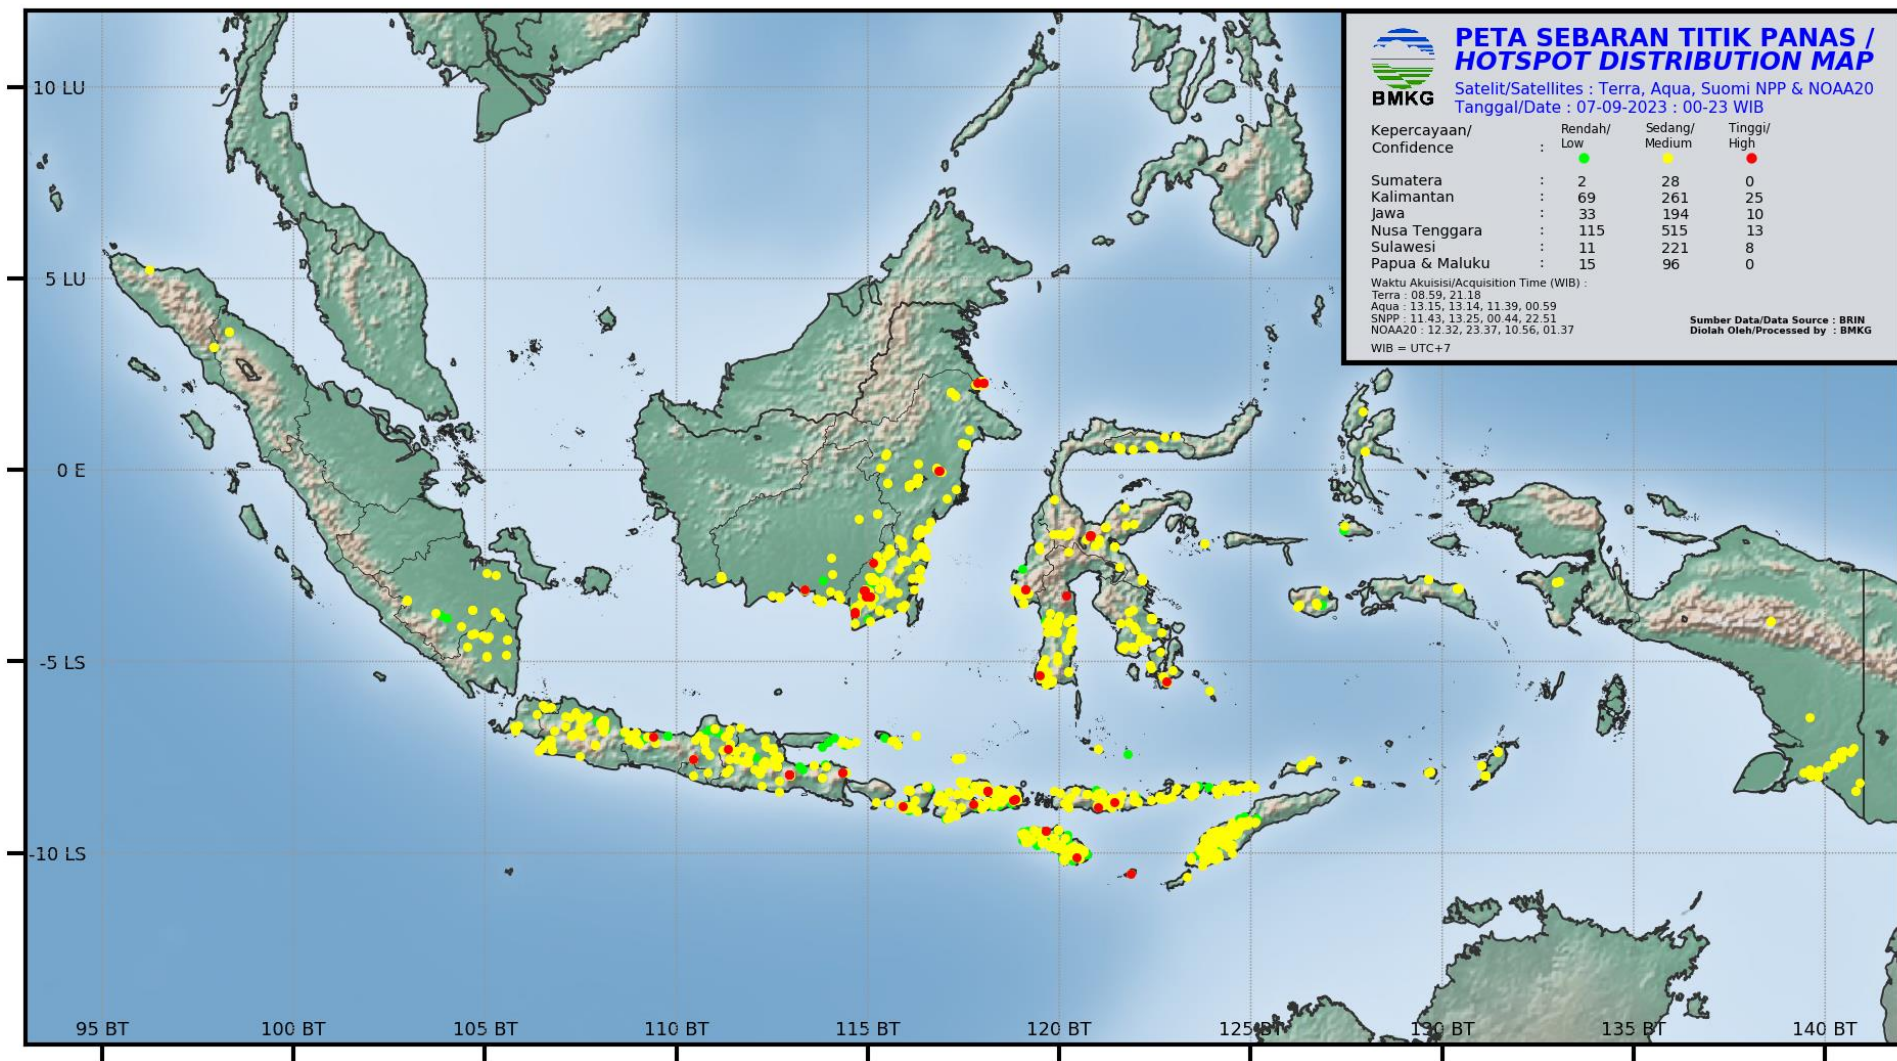 PETA SEBARAN TITIK PANAS /
HOTSPOT DISTRIBUTION MAP
BMKG
Satelit/Satellites : Terra, Aqua, Suomi NPP & NOAA20
Tanggal/Date : 07-09-2023 : 00-23 WIB
Kepercayaan/ Rendah/ Sedang/ Tinggi/
Confidence : Low Medium High
Sumatera : 2 28 0
Kalimantan : 69 261 25
Jawa : 33 194 10
Nusa Tenggara : 115 515 13
Sulawesi : 11 221 8
Papua & Maluku : 15 96 0
Waktu Akuisisi/Acquisition Time (WIB) :
Terra : 08.59, 21.18
Aqua : 13.15, 13.14, 11.39, 00.59
SNPP : 11.43, 13.25, 00.44, 22.51
NOAA20 : 12.32, 23.37, 10.56, 01.37
WIB = UTC+7
Sumber Data/Data Source : BRIN
Diolah Oleh/Processed by : BMKG
10 LU
5 LU
0 E
-5 LS
-10 LS
95 BT 100 BT 105 BT 110 BT 115 BT 120 BT 125 BT 130 BT 135 BT 140 BT